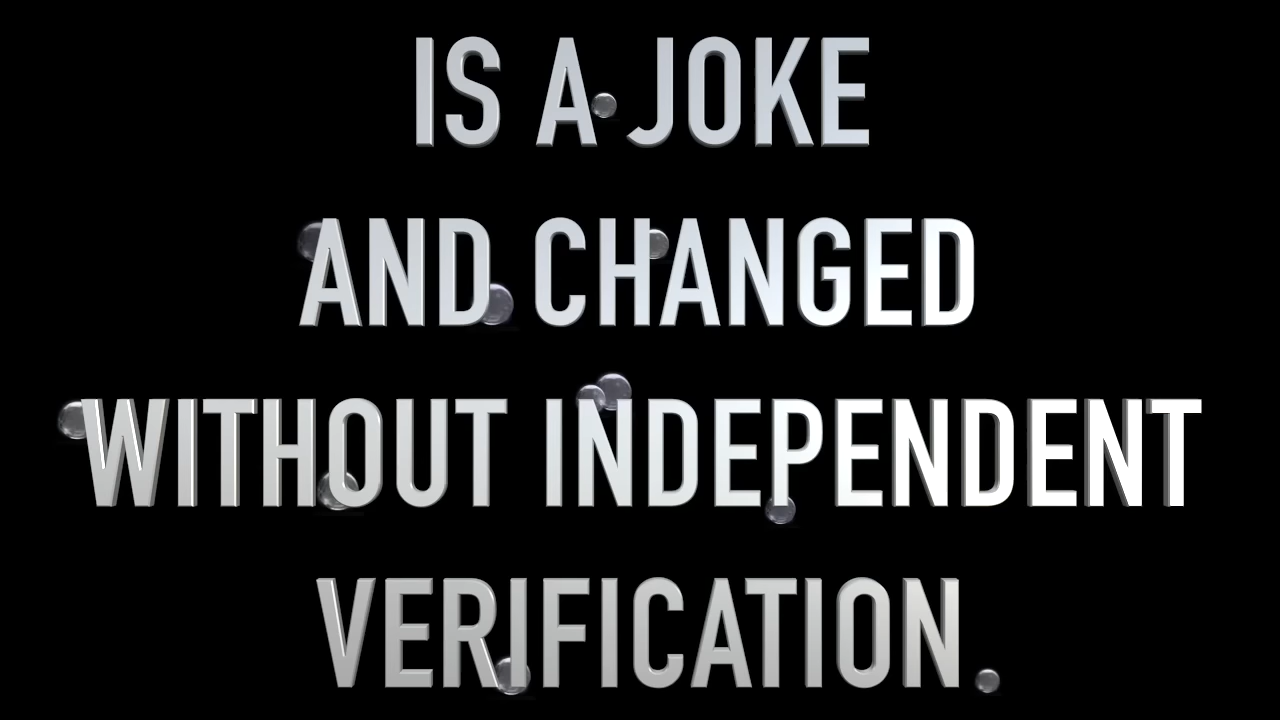 IS A JOKE
AND CHANGED
WITHOUT INDEPENDENT
VERIFICATION